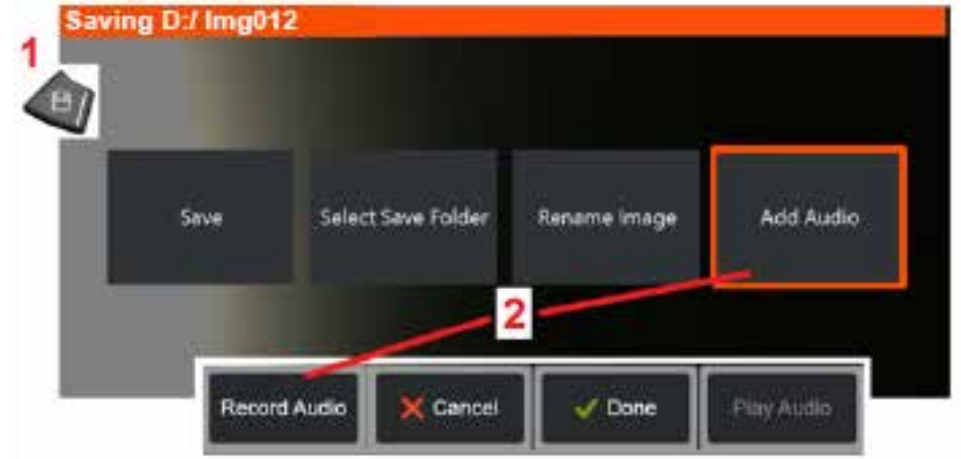 Saving D:/ Img012
1
Save
Select Save Folder
Rename Image
Add Audio
2
Record Audio
Cancel
Done
Play Audio